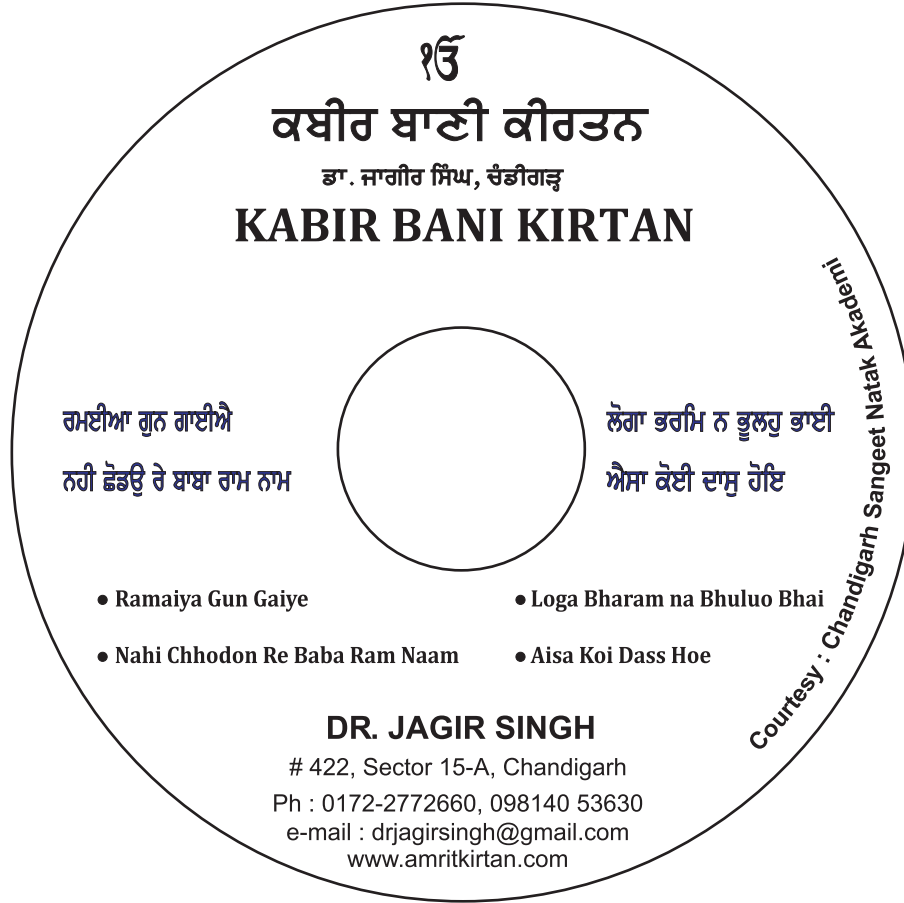 ੴ
ਕਬੀਰ ਬਾਣੀ ਕੀਰਤਨ
ਡਾ. ਜਾਗੀਰ ਸਿੰਘ, ਚੰਡੀਗੜ੍ਹ
KABIR BANI KIRTAN
ਰਮਈਆ ਗੁਨ ਗਾਈਐ
ਨਹੀ ਛੋਡਉ ਰੇ ਬਾਬਾ ਰਾਮ ਨਾਮ
ਲੋਗਾ ਭਰਮਿ ਨ ਭੂਲਹੁ ਭਾਈ
ਐਸਾ ਕੋਈ ਦਾਸੁ ਹੋਇ
• Ramaiya Gun Gaiye
• Nahi Chhodon Re Baba Ram Naam
• Loga Bharam na Bhuluo Bhai
• Aisa Koi Dass Hoe
Courtesy : Chandigarh Sangeet Natak Akademi
DR. JAGIR SINGH
# 422, Sector 15-A, Chandigarh
Ph : 0172-2772660, 098140 53630
e-mail : drjagirsingh@gmail.com
www.amritkirtan.com